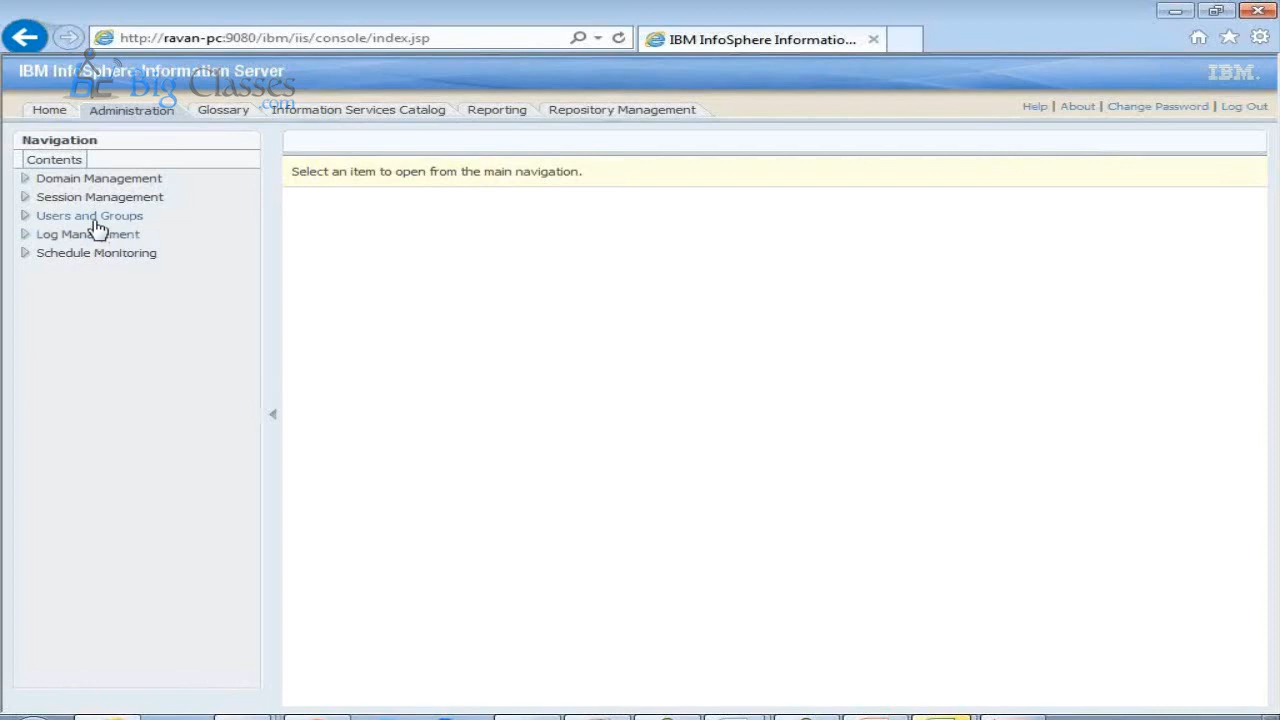 http://ravan-pc:9080/ibm/iis/console/index.jsp
IBM InfoSphere Informatio...
IBM InfoSphere Information Server
IBM.
Big Classes
.com
Home
Administration
Glossary
Information Services Catalog
Reporting
Repository Management
Help | About | Change Password | Log Out
Navigation
Contents
Domain Management
Session Management
Users and Groups
Log Management
Schedule Monitoring
Select an item to open from the main navigation.